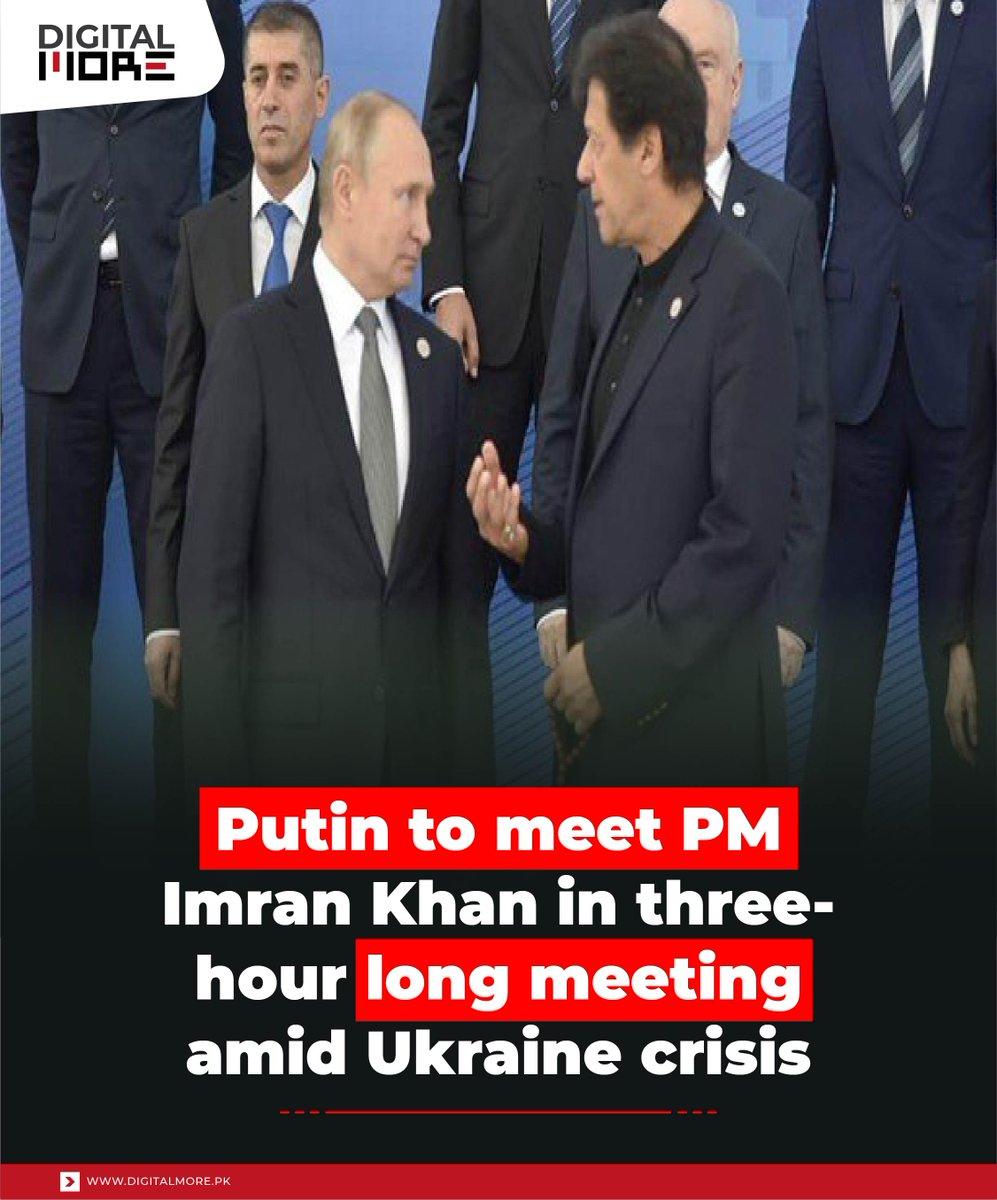 DIGITAL
MORE
Putin to meet PM
Imran Khan in three-
hour long meeting
amid Ukraine crisis
WWW.DIGITALMORE.PK